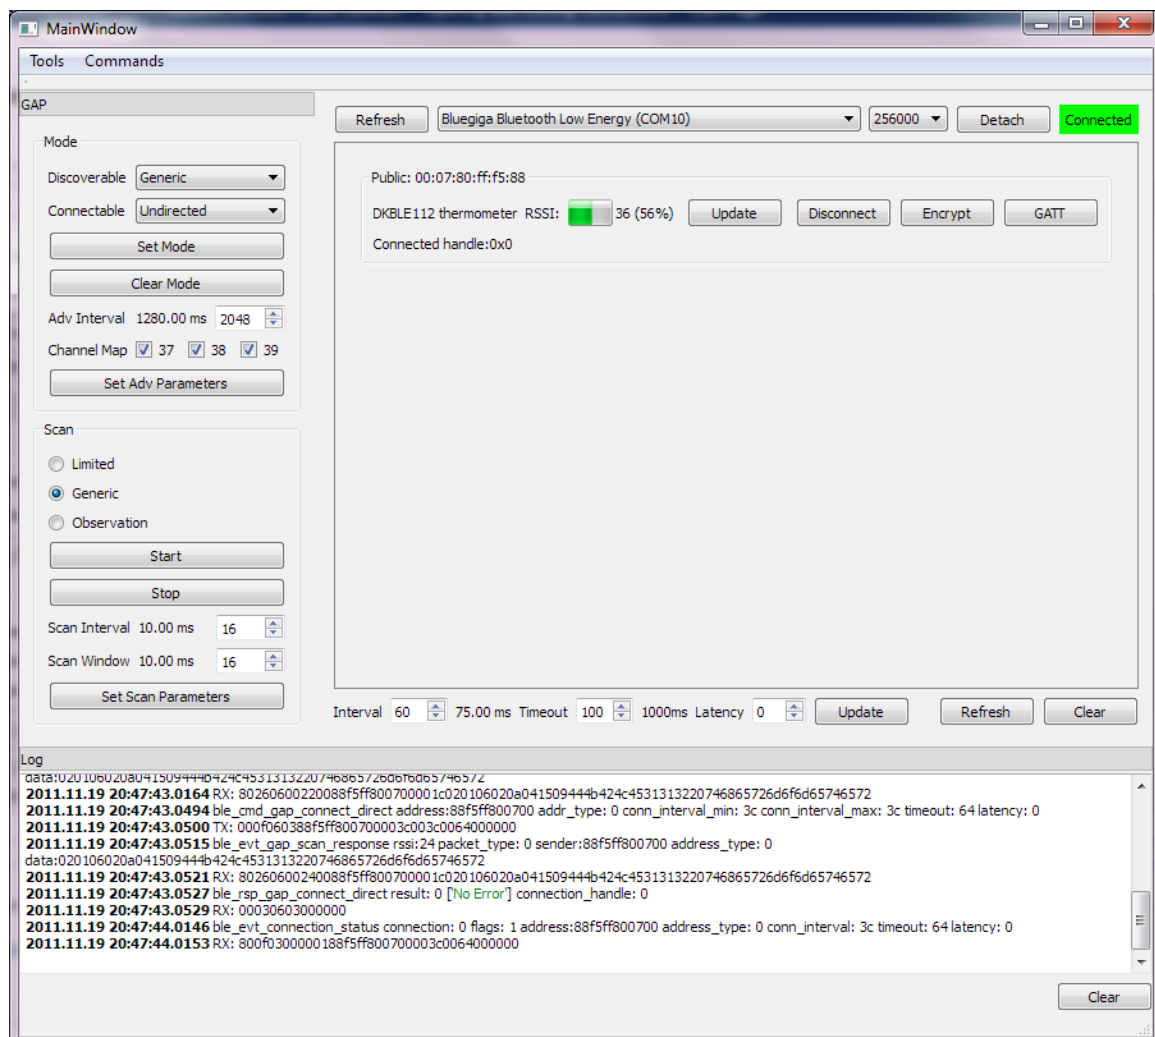 MainWindow
Tools Commands
GAP
Refresh Bluegiga Bluetooth Low Energy (COM10) 256000 Detach Connected
Mode
Discoverable Generic
Connectable Undirected
Set Mode
Clear Mode
Adv Interval 1280.00 ms 2048
Channel Map 37 38 39
Set Adv Parameters
Public: 00:07:80:ff:f5:88
DKBLE112 thermometer RSSI: 36 (56%) Update Disconnect Encrypt GATT
Connected handle:0x0
Scan
Limited
Generic
Observation
Start
Stop
Scan Interval 10.00 ms 16
Scan Window 10.00 ms 16
Set Scan Parameters
Interval 60 75.00 ms Timeout 100 1000ms Latency 0 Update Refresh Clear
Log
data:020106020a041509444b424c4531313220746865726d6f6d65746572
2011.11.19 20:47:43.0164 RX: 80260600220088f5ff800700001c020106020a041509444b424c4531313220746865726d6f6d65746572
2011.11.19 20:47:43.0494 ble_cmd_gap_connect_direct address:88f5ff800700 addr_type: 0 conn_interval_min: 3c conn_interval_max: 3c timeout: 64 latency: 0
2011.11.19 20:47:43.0500 TX: 000f060388f5ff800700003c003c0064000000
2011.11.19 20:47:43.0515 ble_evt_gap_scan_response rssi:24 packet_type: 0 sender:88f5ff800700 address_type: 0
data:020106020a041509444b424c4531313220746865726d6f6d65746572
2011.11.19 20:47:43.0521 RX: 80260600240088f5ff800700001c020106020a041509444b424c4531313220746865726d6f6d65746572
2011.11.19 20:47:43.0527 ble_rsp_gap_connect_direct result: 0 ['No Error'] connection_handle: 0
2011.11.19 20:47:43.0529 RX: 00030603000000
2011.11.19 20:47:44.0146 ble_evt_connection_status connection: 0 flags: 1 address:88f5ff800700 address_type: 0 conn_interval: 3c timeout: 64 latency: 0
2011.11.19 20:47:44.0153 RX: 800f0300000188f5ff800700003c0064000000
Clear